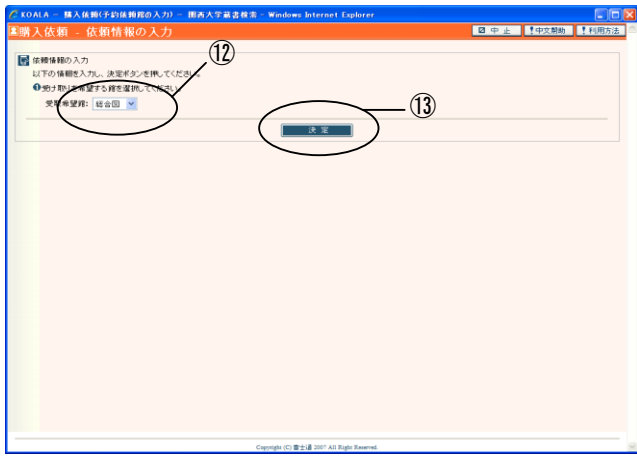 KOALA - 購入依頼(予約依頼館の入力) - 関西大学蔵書検索 - Windows Internet Explorer
購入依頼 - 依頼情報の入力
中止 中文幇助 利用方法
⑫
依頼情報の入力
以下の情報を入力し、決定ボタンを押してください。
受け取りを希望する館を選択してください。
受取希望館: 総合図
⑬
決定
Copyright (C) 富士通 2007 All Rights Reserved.